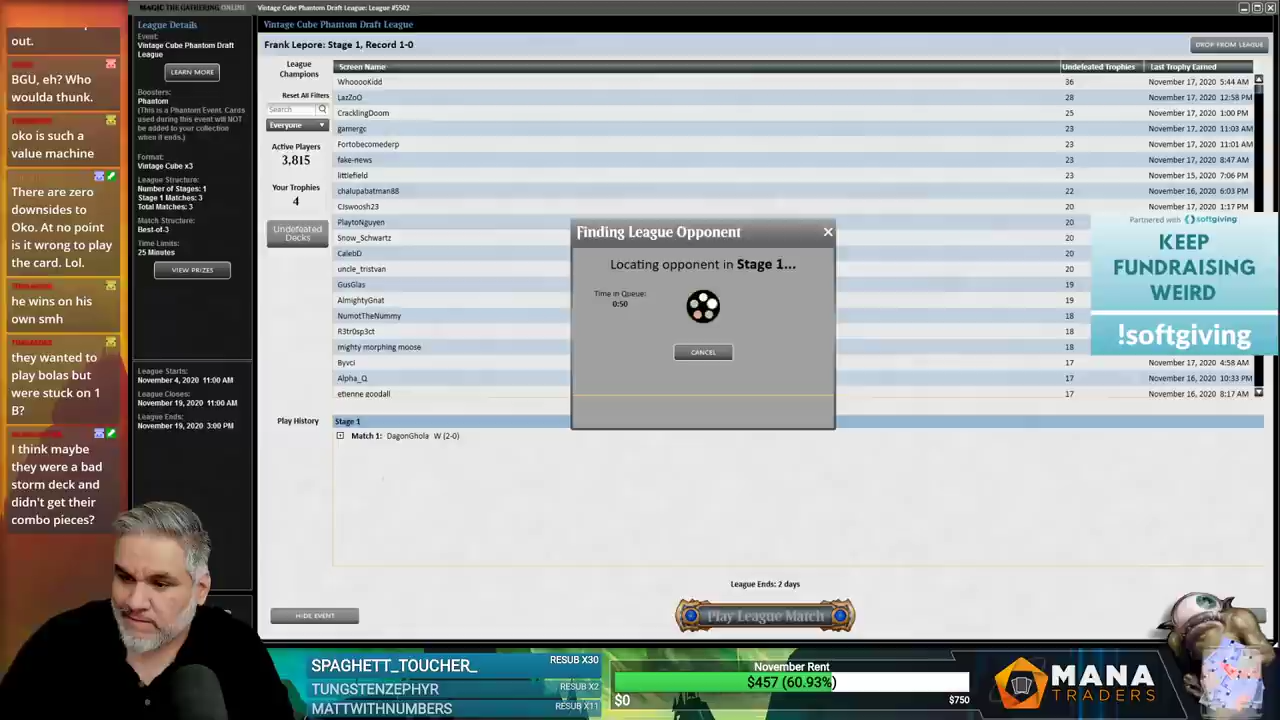 MAGIC THE GATHERING ONLINE
Vintage Cube Phantom Draft League: League #5502
out.
BGU, eh? Who
woulda thunk.
oko is such a
value machine
There are zero
downsides to
Oko. At no point
is it wrong to play
the card. Lol.
he wins on his
own smh
they wanted to
play bolas but
were stuck on 1
B?
I think maybe
they were a bad
storm deck and
didn't get their
combo pieces?
League Details
Event:
Vintage Cube Phantom Draft
League
LEARN MORE
Boosters:
Phantom
(This is a Phantom Event. Cards
used during this event will NOT
be added to your collection
when it ends.)
Format:
Vintage Cube x3
League Structure:
Number of Stages: 1
Stage 1 Matches: 3
Total Matches: 3
Match Structure:
Best-of-3
Time Limits:
25 Minutes
VIEW PRIZES
League Starts:
November 4, 2020 11:00 AM
League Closes:
November 19, 2020 11:00 AM
League Ends:
November 19, 2020 3:00 PM
Vintage Cube Phantom Draft League
Frank Lepore: Stage 1, Record 1-0
DROP FROM LEAGUE
League
Champions
Reset All Filters
Search
Everyone
Active Players
3,815
Your Trophies
4
Undefeated
Decks
Screen Name Undefeated Trophies Last Trophy Earned
WhooooKidd 36 November 17, 2020 5:44 AM
LazZoO 28 November 17, 2020 12:58 PM
CracklingDoom 25 November 17, 2020 1:00 PM
gamergc 23 November 17, 2020 11:03 AM
Fortobecomederp 23 November 17, 2020 11:01 AM
fake-news 23 November 17, 2020 8:47 AM
littlefield 23 November 15, 2020 7:06 PM
chalupabatman88 22 November 16, 2020 6:03 PM
CJswoosh23 20 November 17, 2020 1:17 PM
PlaytoNguyen 20
Snow_Schwartz 20
CalebD 20
uncle_tristvan 20
GusGlas 19
AlmightyGnat 19
NumotTheNummy 18
R3tr0sp3ct 18
mighty morphing moose 18
Byvci 17 November 17, 2020 4:58 AM
Alpha_Q 17 November 16, 2020 10:33 PM
etienne goodall 17 November 16, 2020 8:17 AM
Finding League Opponent
Locating opponent in Stage 1...
Time in Queue:
0:50
CANCEL
Partnered with softgiving
KEEP
FUNDRAISING
WEIRD
!softgiving
Play History
Stage 1
Match 1: DagonGhola W (2-0)
League Ends: 2 days
HIDE EVENT
Play League Match
SPAGHETT_TOUCHER_ RESUB X30
TUNGSTENZEPHYR RESUB X2
MATTWITHNUMBERS RESUB X11
November Rent
$457 (60.93%)
$0 $750
MANA
TRADERS